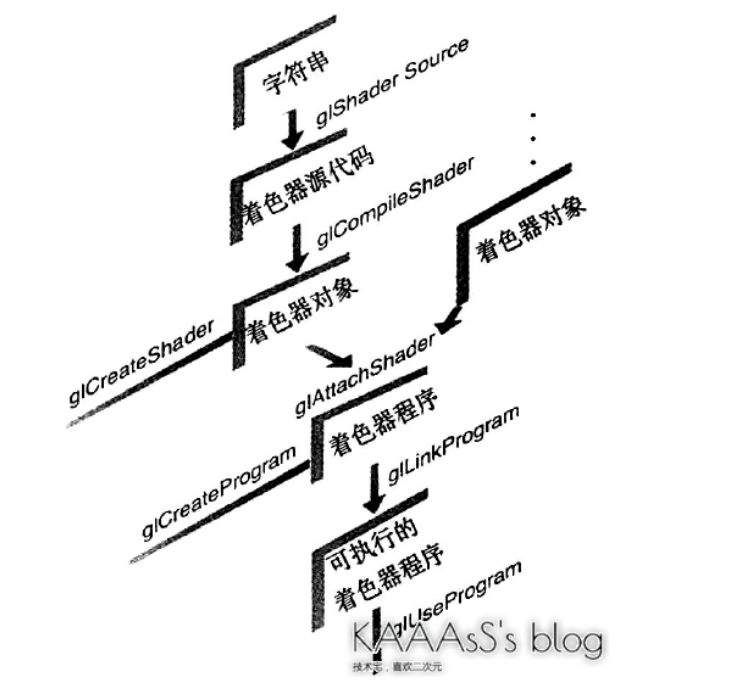 字符串
glShader Source
着色器源代码
glCompileShader
着色器对象
着色器对象
glCreateShader
glAttachShader
着色器程序
glCreateProgram
glLinkProgram
可执行的
着色器程序
glUseProgram
KAAAsS's blog
技术宅，喜欢二次元